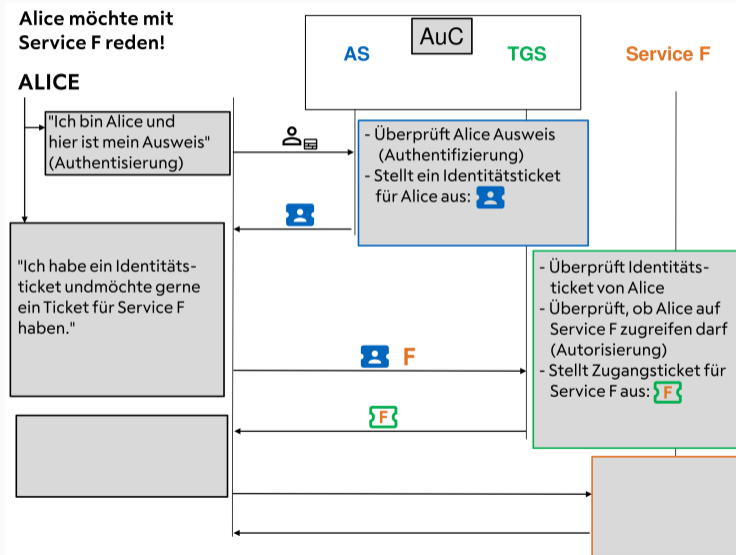 Alice möchte mit
Service F reden!
ALICE
AuC
AS
TGS
Service F
"Ich bin Alice und
hier ist mein Ausweis"
(Authentisierung)
- Überprüft Alice Ausweis
(Authentifizierung)
- Stellt ein Identitätsticket
für Alice aus:
"Ich habe ein Identitäts-
ticket undmöchte gerne
ein Ticket für Service F
haben."
F
- Überprüft Identitäts-
ticket von Alice
- Überprüft, ob Alice auf
Service F zugreifen darf
(Autorisierung)
- Stellt Zugangsticket für
Service F aus: F
F